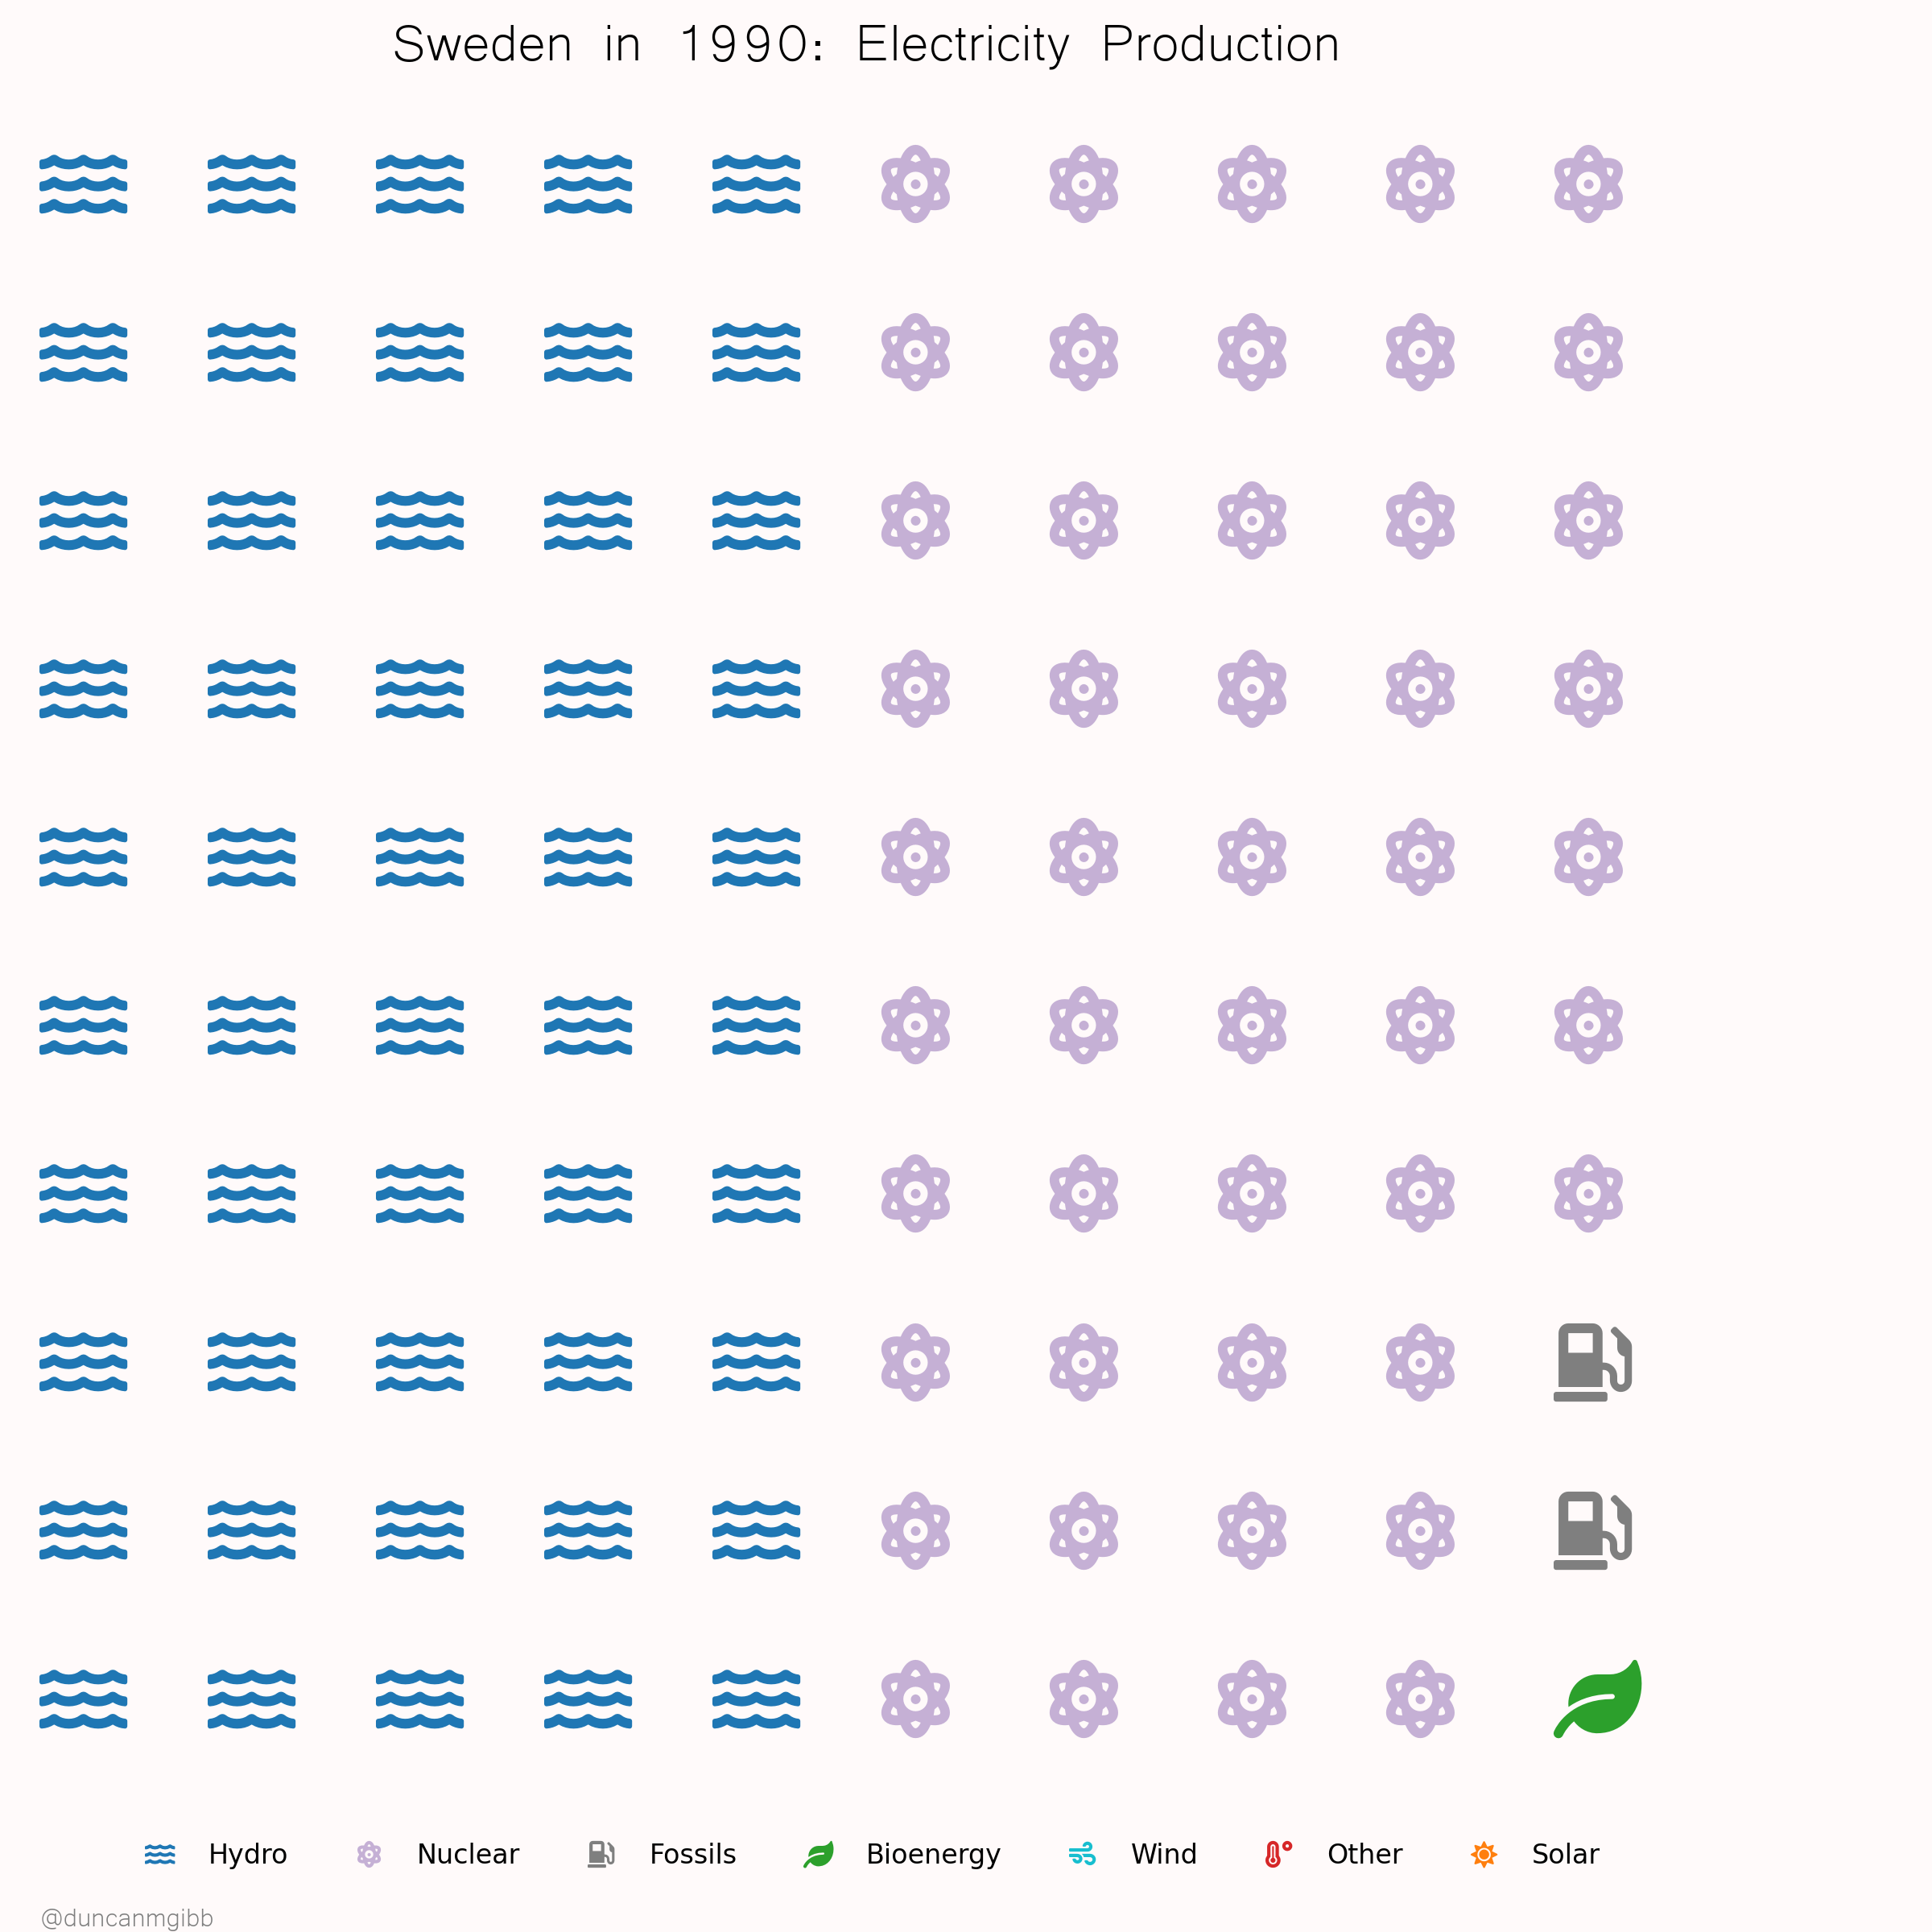 Sweden in 1990: Electricity Production
Hydro Nuclear Fossils Bioenergy Wind Other Solar
@duncanmgibb